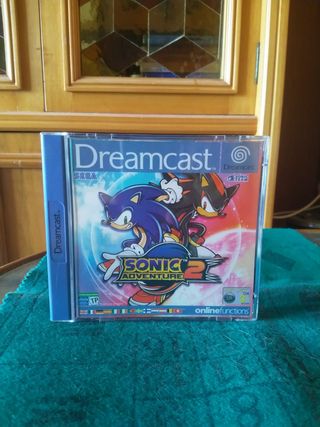 Dreamcast
Dreamcast
SEGA
Dreamcast
SONIC
ADVENTURE 2
onlinefunctions